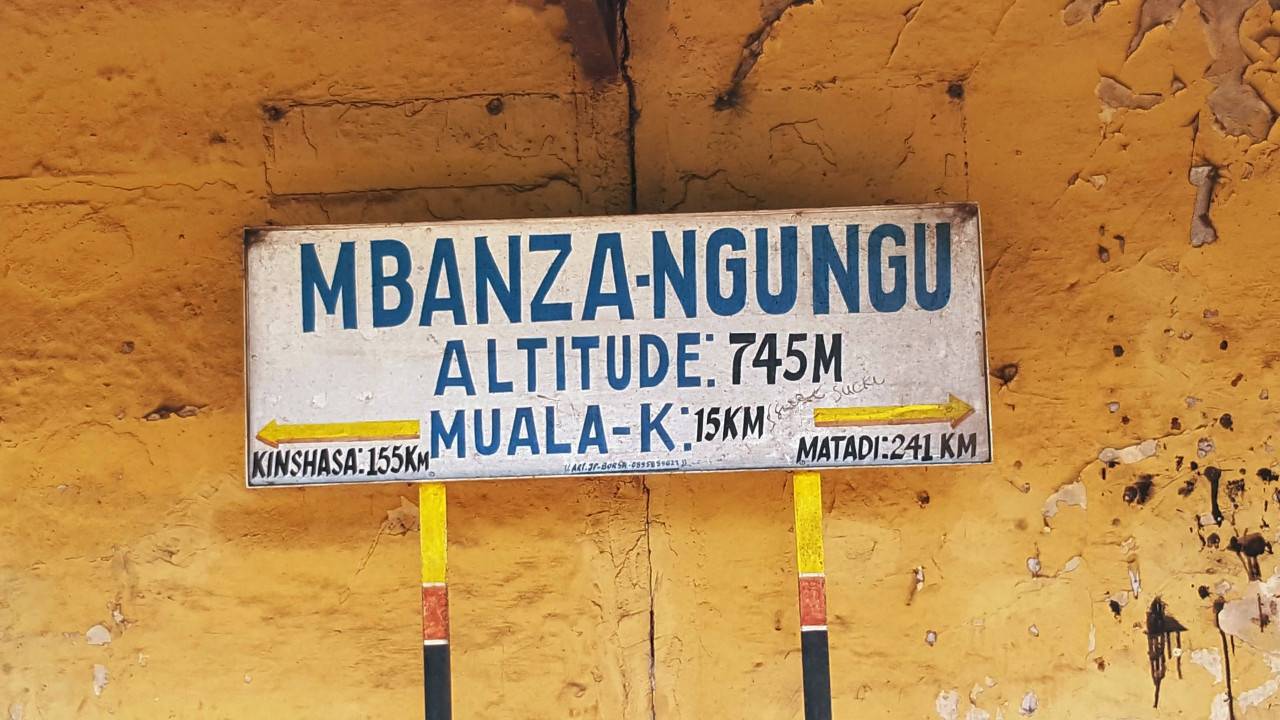 MBANZA-NGUNGU
ALTITUDE: 745M
MUALA-K: 15KM
KINSHASA: 155KM
MATADI: 241 KM